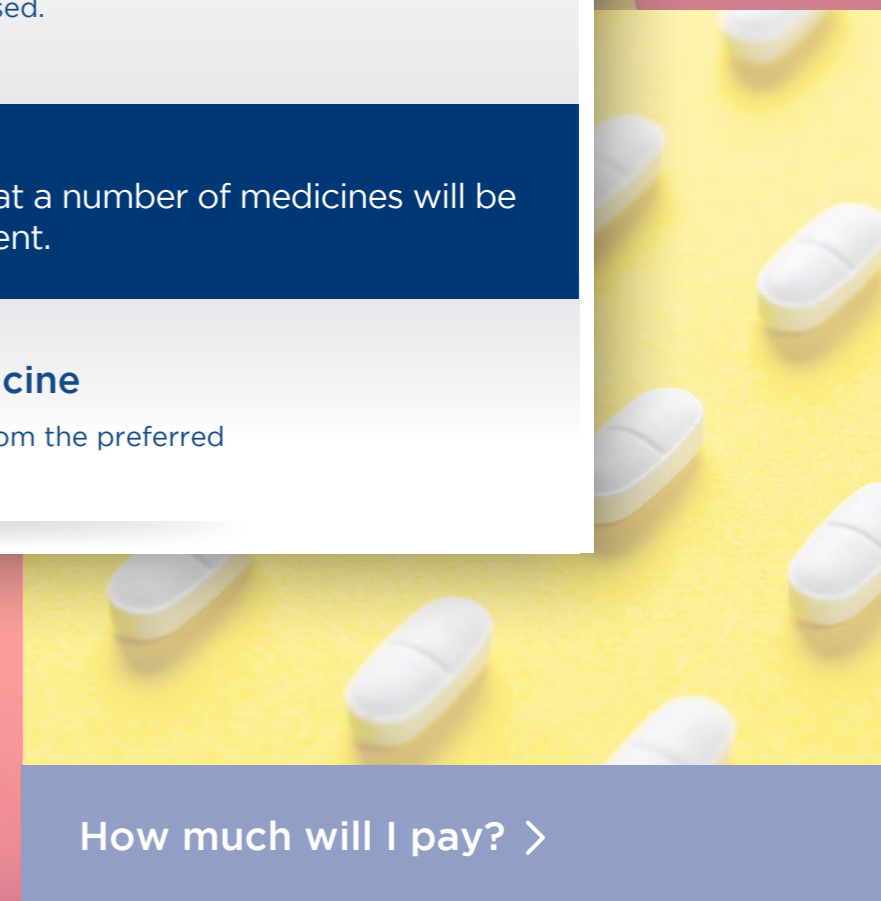 sed.
at a number of medicines will be
ent.
cine
om the preferred
How much will I pay? >